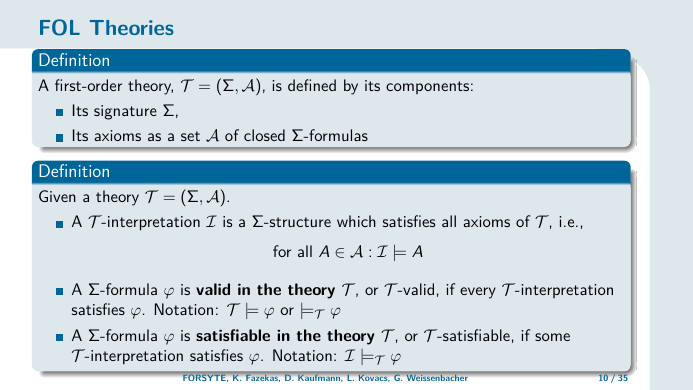 FOL Theories
Definition
A first-order theory, 𝒯 = (Σ, 𝒜), is defined by its components:
Its signature Σ,
Its axioms as a set 𝒜 of closed Σ-formulas
Definition
Given a theory 𝒯 = (Σ, 𝒜).
A 𝒯-interpretation ℐ is a Σ-structure which satisfies all axioms of 𝒯, i.e.,
for all A ∈ 𝒜 : ℐ ⊨ A
A Σ-formula φ is valid in the theory 𝒯, or 𝒯-valid, if every 𝒯-interpretation
satisfies φ. Notation: 𝒯 ⊨ φ or ⊨𝒯 φ
A Σ-formula φ is satisfiable in the theory 𝒯, or 𝒯-satisfiable, if some
𝒯-interpretation satisfies φ. Notation: ℐ ⊨𝒯 φ
FORSYTE, K. Fazekas, D. Kaufmann, L. Kovacs, G. Weissenbacher 10 / 35